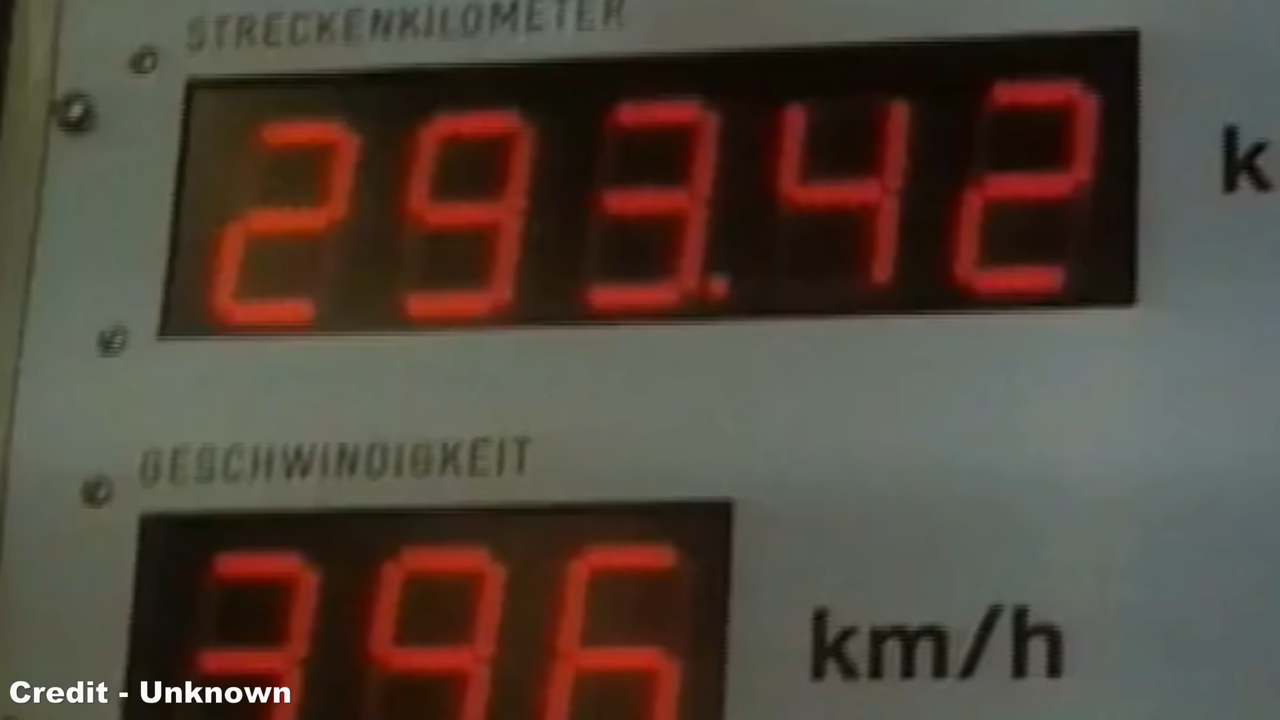 STRECKENKILOMETER
293.42 k
GESCHWINDIGKEIT
396 km/h
Credit - Unknown